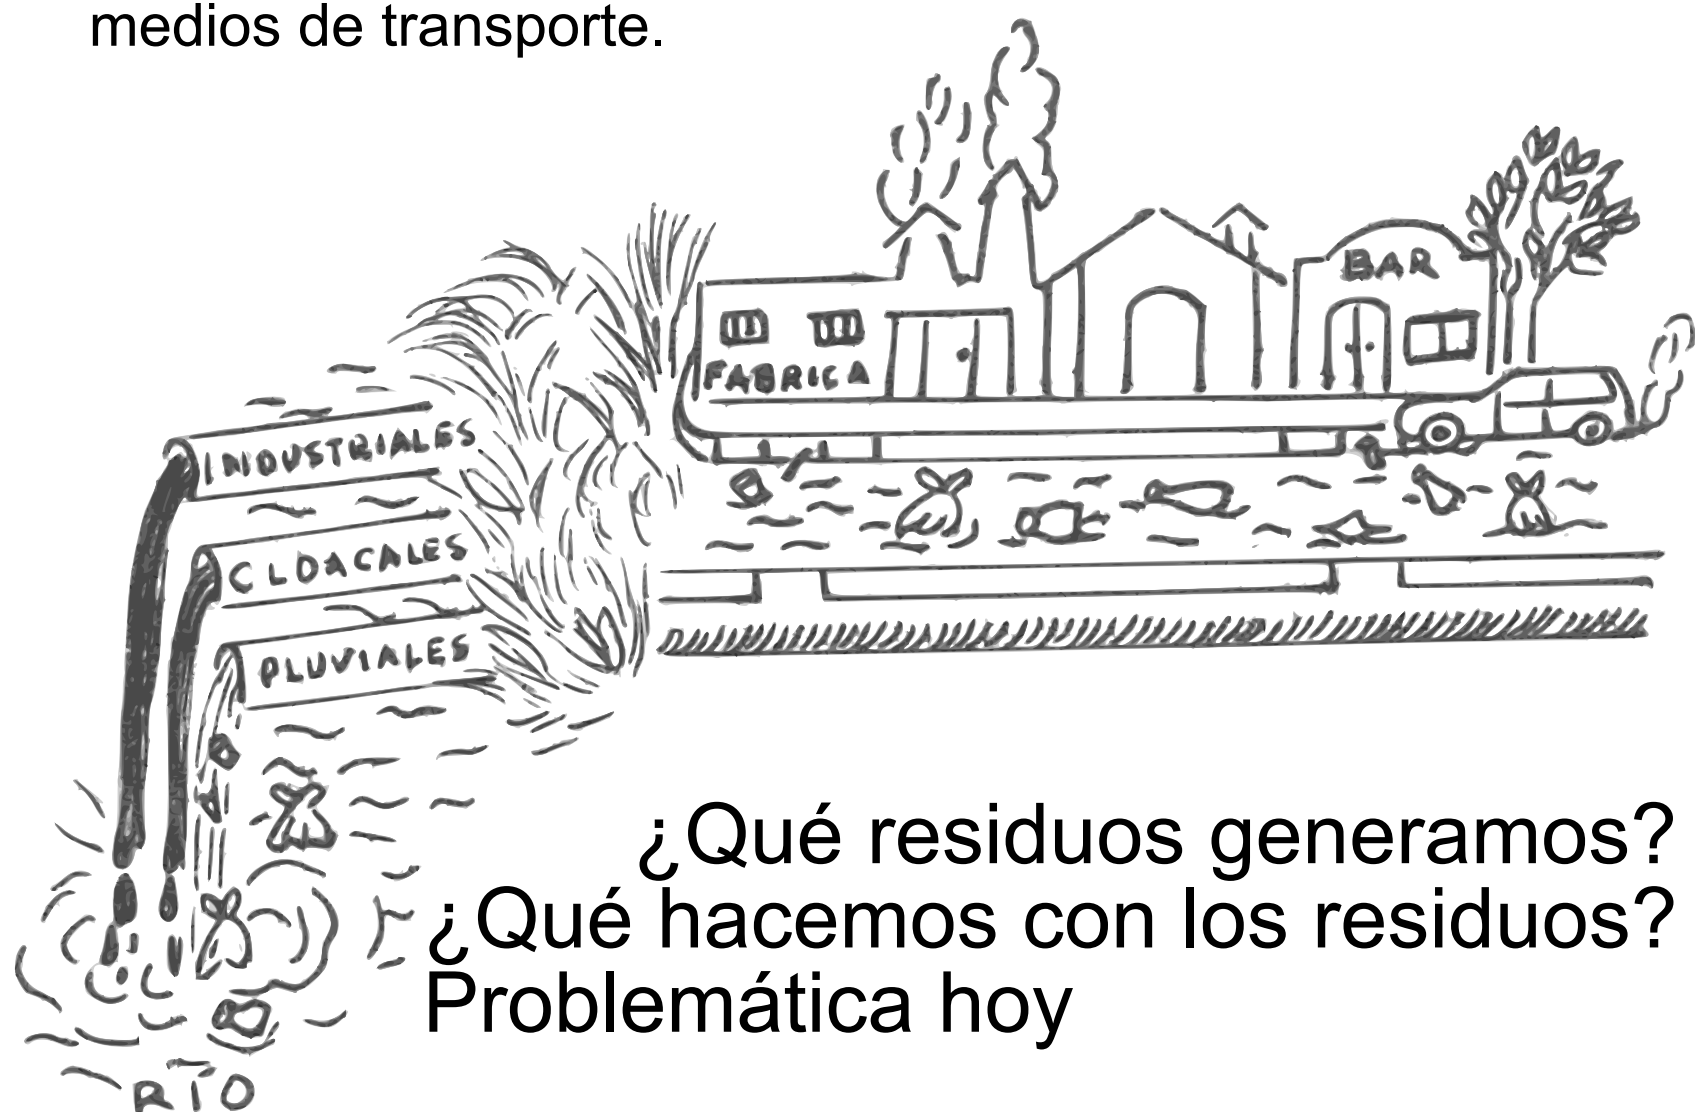 medios de transporte.
BAR
FABRICA
INDUSTRIALES
CLOACALES
PLUVIALES
¿Qué residuos generamos?
¿Qué hacemos con los residuos?
Problemática hoy
RIO